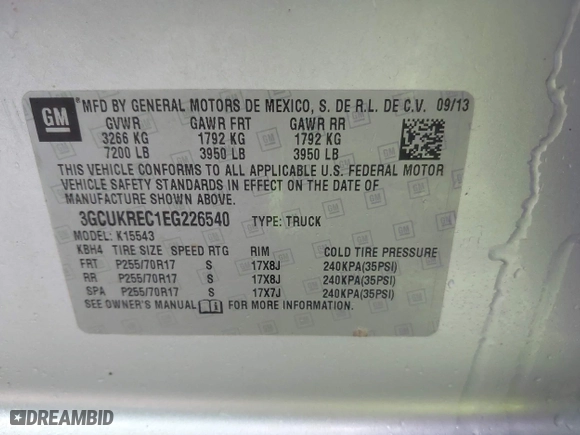 GM
MFD BY GENERAL MOTORS DE MEXICO, S. DE R.L. DE C.V. 09/13
GVWR GAWR FRT GAWR RR
3266 KG 1792 KG 1792 KG
7200 LB 3950 LB 3950 LB
THIS VEHICLE CONFORMS TO ALL APPLICABLE U.S. FEDERAL MOTOR
VEHICLE SAFETY STANDARDS IN EFFECT ON THE DATE OF
MANUFACTURE SHOWN ABOVE.
3GCUKREC1EG226540 TYPE: TRUCK
MODEL: K15543
KBH4 TIRE SIZE SPEED RTG RIM COLD TIRE PRESSURE
FRT P255/70R17 S 17X8J 240KPA(35PSI)
RR P255/70R17 S 17X8J 240KPA(35PSI)
SPA P255/70R17 S 17X7J 240KPA(35PSI)
SEE OWNER'S MANUAL FOR MORE INFORMATION
DREAMBID